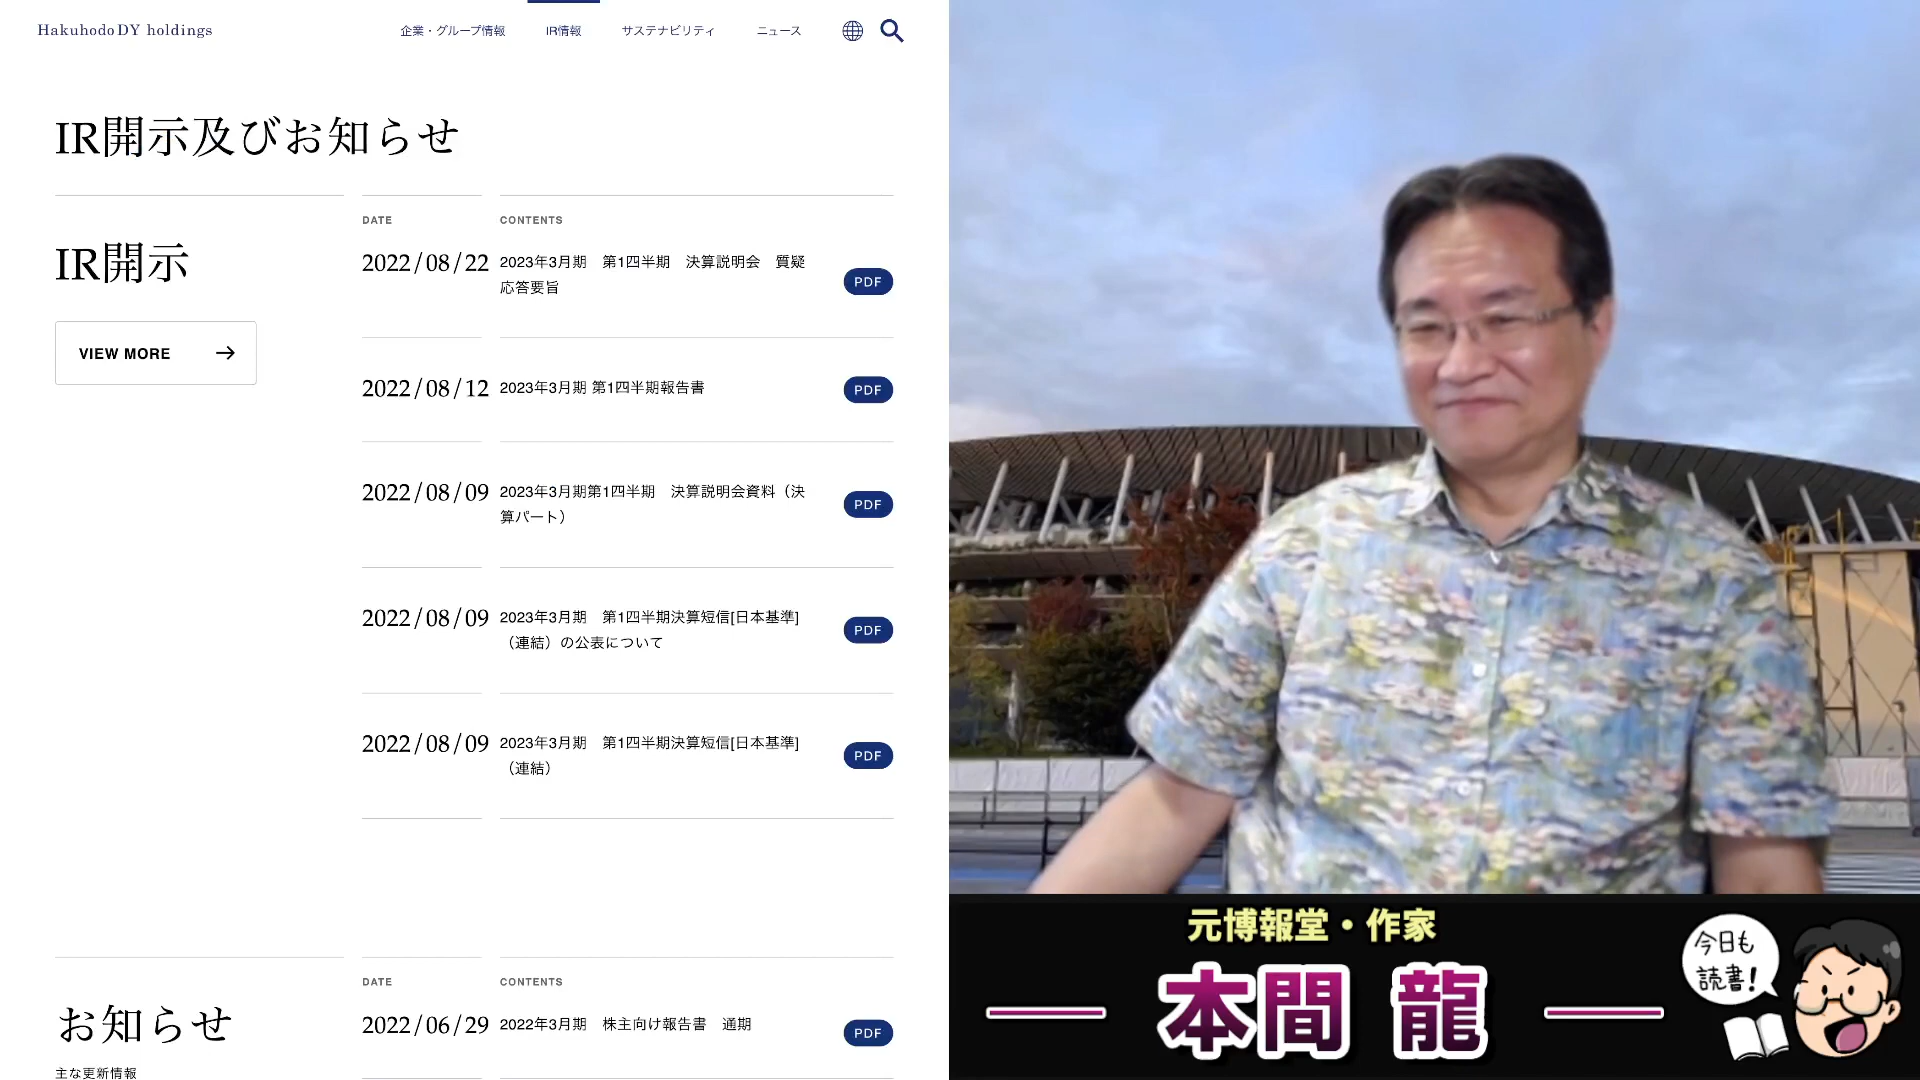 Hakuhodo DY holdings
企業・グループ情報
IR情報
サステナビリティ
ニュース
IR開示及びお知らせ
IR開示
VIEW MORE
DATE
CONTENTS
2022/08/22
2023年3月期　第1四半期　決算説明会　質疑
応答要旨
PDF
2022/08/12
2023年3月期 第1四半期報告書
PDF
2022/08/09
2023年3月期第1四半期　決算説明会資料（決
算パート）
PDF
2022/08/09
2023年3月期　第1四半期決算短信[日本基準]
（連結）の公表について
PDF
2022/08/09
2023年3月期　第1四半期決算短信[日本基準]
（連結）
PDF
お知らせ
主な更新情報
DATE
CONTENTS
2022/06/29
2022年3月期　株主向け報告書　通期
PDF
元博報堂・作家
本間 龍
今日も
読書!